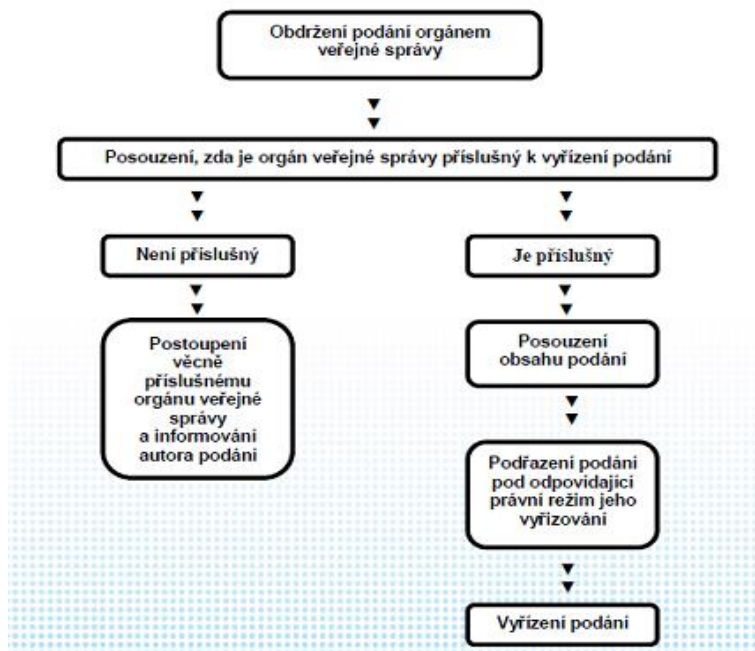 Obdržení podání orgánem
veřejné správy
Posouzení, zda je orgán veřejné správy příslušný k vyřízení podání
Není příslušný
Je příslušný
Postoupení
věcně
příslušnému
orgánu veřejné
správy
a informování
autora podání
Posouzení
obsahu podání
Podřazení podání
pod odpovídající
právní režim jeho
vyřizování
Vyřízení podání